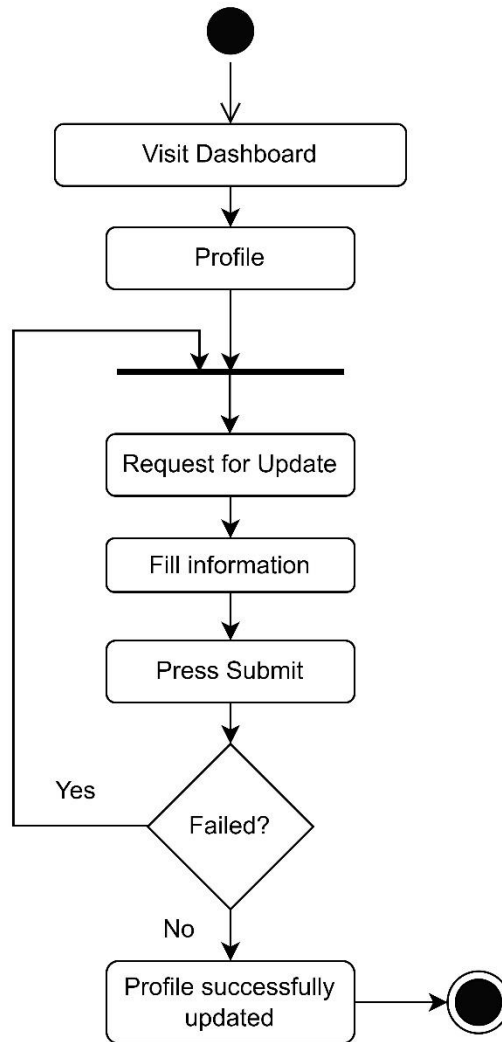 Visit Dashboard
Profile
Request for Update
Fill information
Press Submit
Yes
Failed?
No
Profile successfully
updated